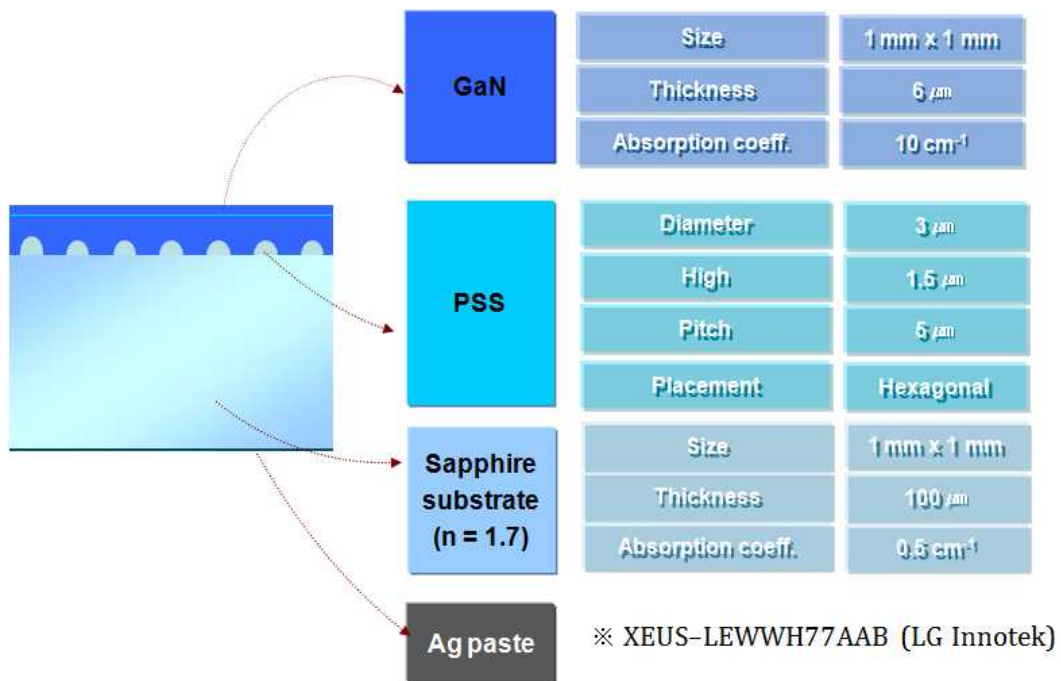 GaN
Size 1 mm x 1 mm
Thickness 6 ㎛
Absorption coeff. 10 cm⁻¹
PSS
Diameter 3 ㎛
High 1.5 ㎛
Pitch 5 ㎛
Placement Hexagonal
Sapphire
substrate
(n = 1.7)
Size 1 mm x 1 mm
Thickness 100 ㎛
Absorption coeff. 0.5 cm⁻¹
Ag paste
※ XEUS-LEWWH77AAB (LG Innotek)